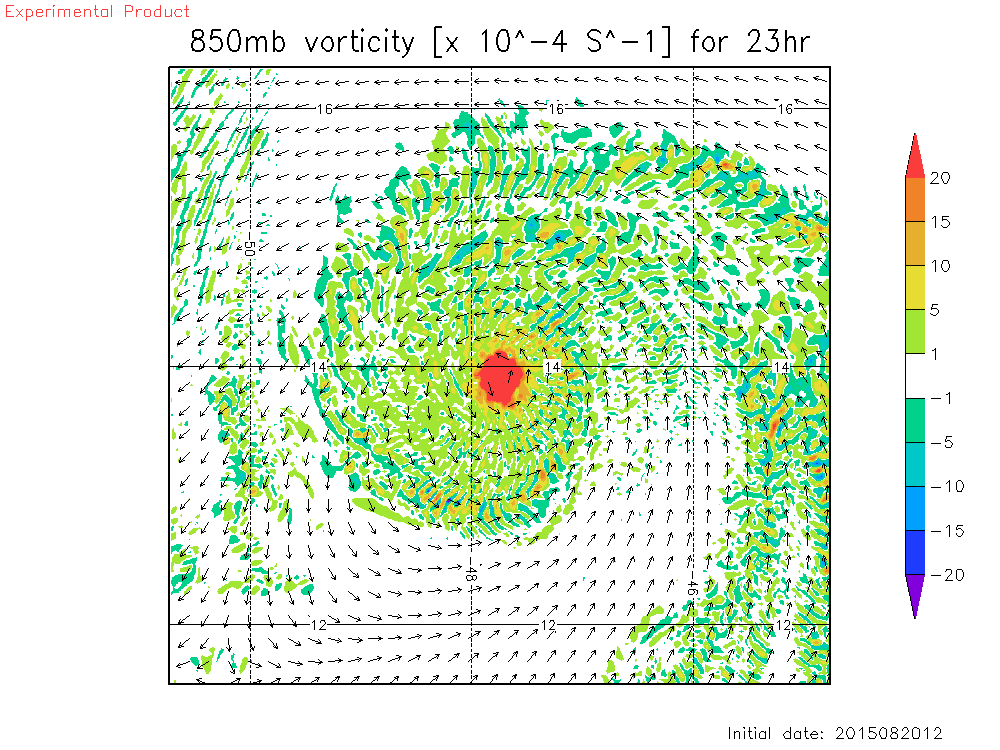 Experimental Product
850mb vorticity [x 10^-4 S^-1] for 23hr
16 16 16
20
15
-50
10
5
14 14 14
1
-1
-5
-10
-15
48 46 -20
12 12 12
Initial date: 2015082012